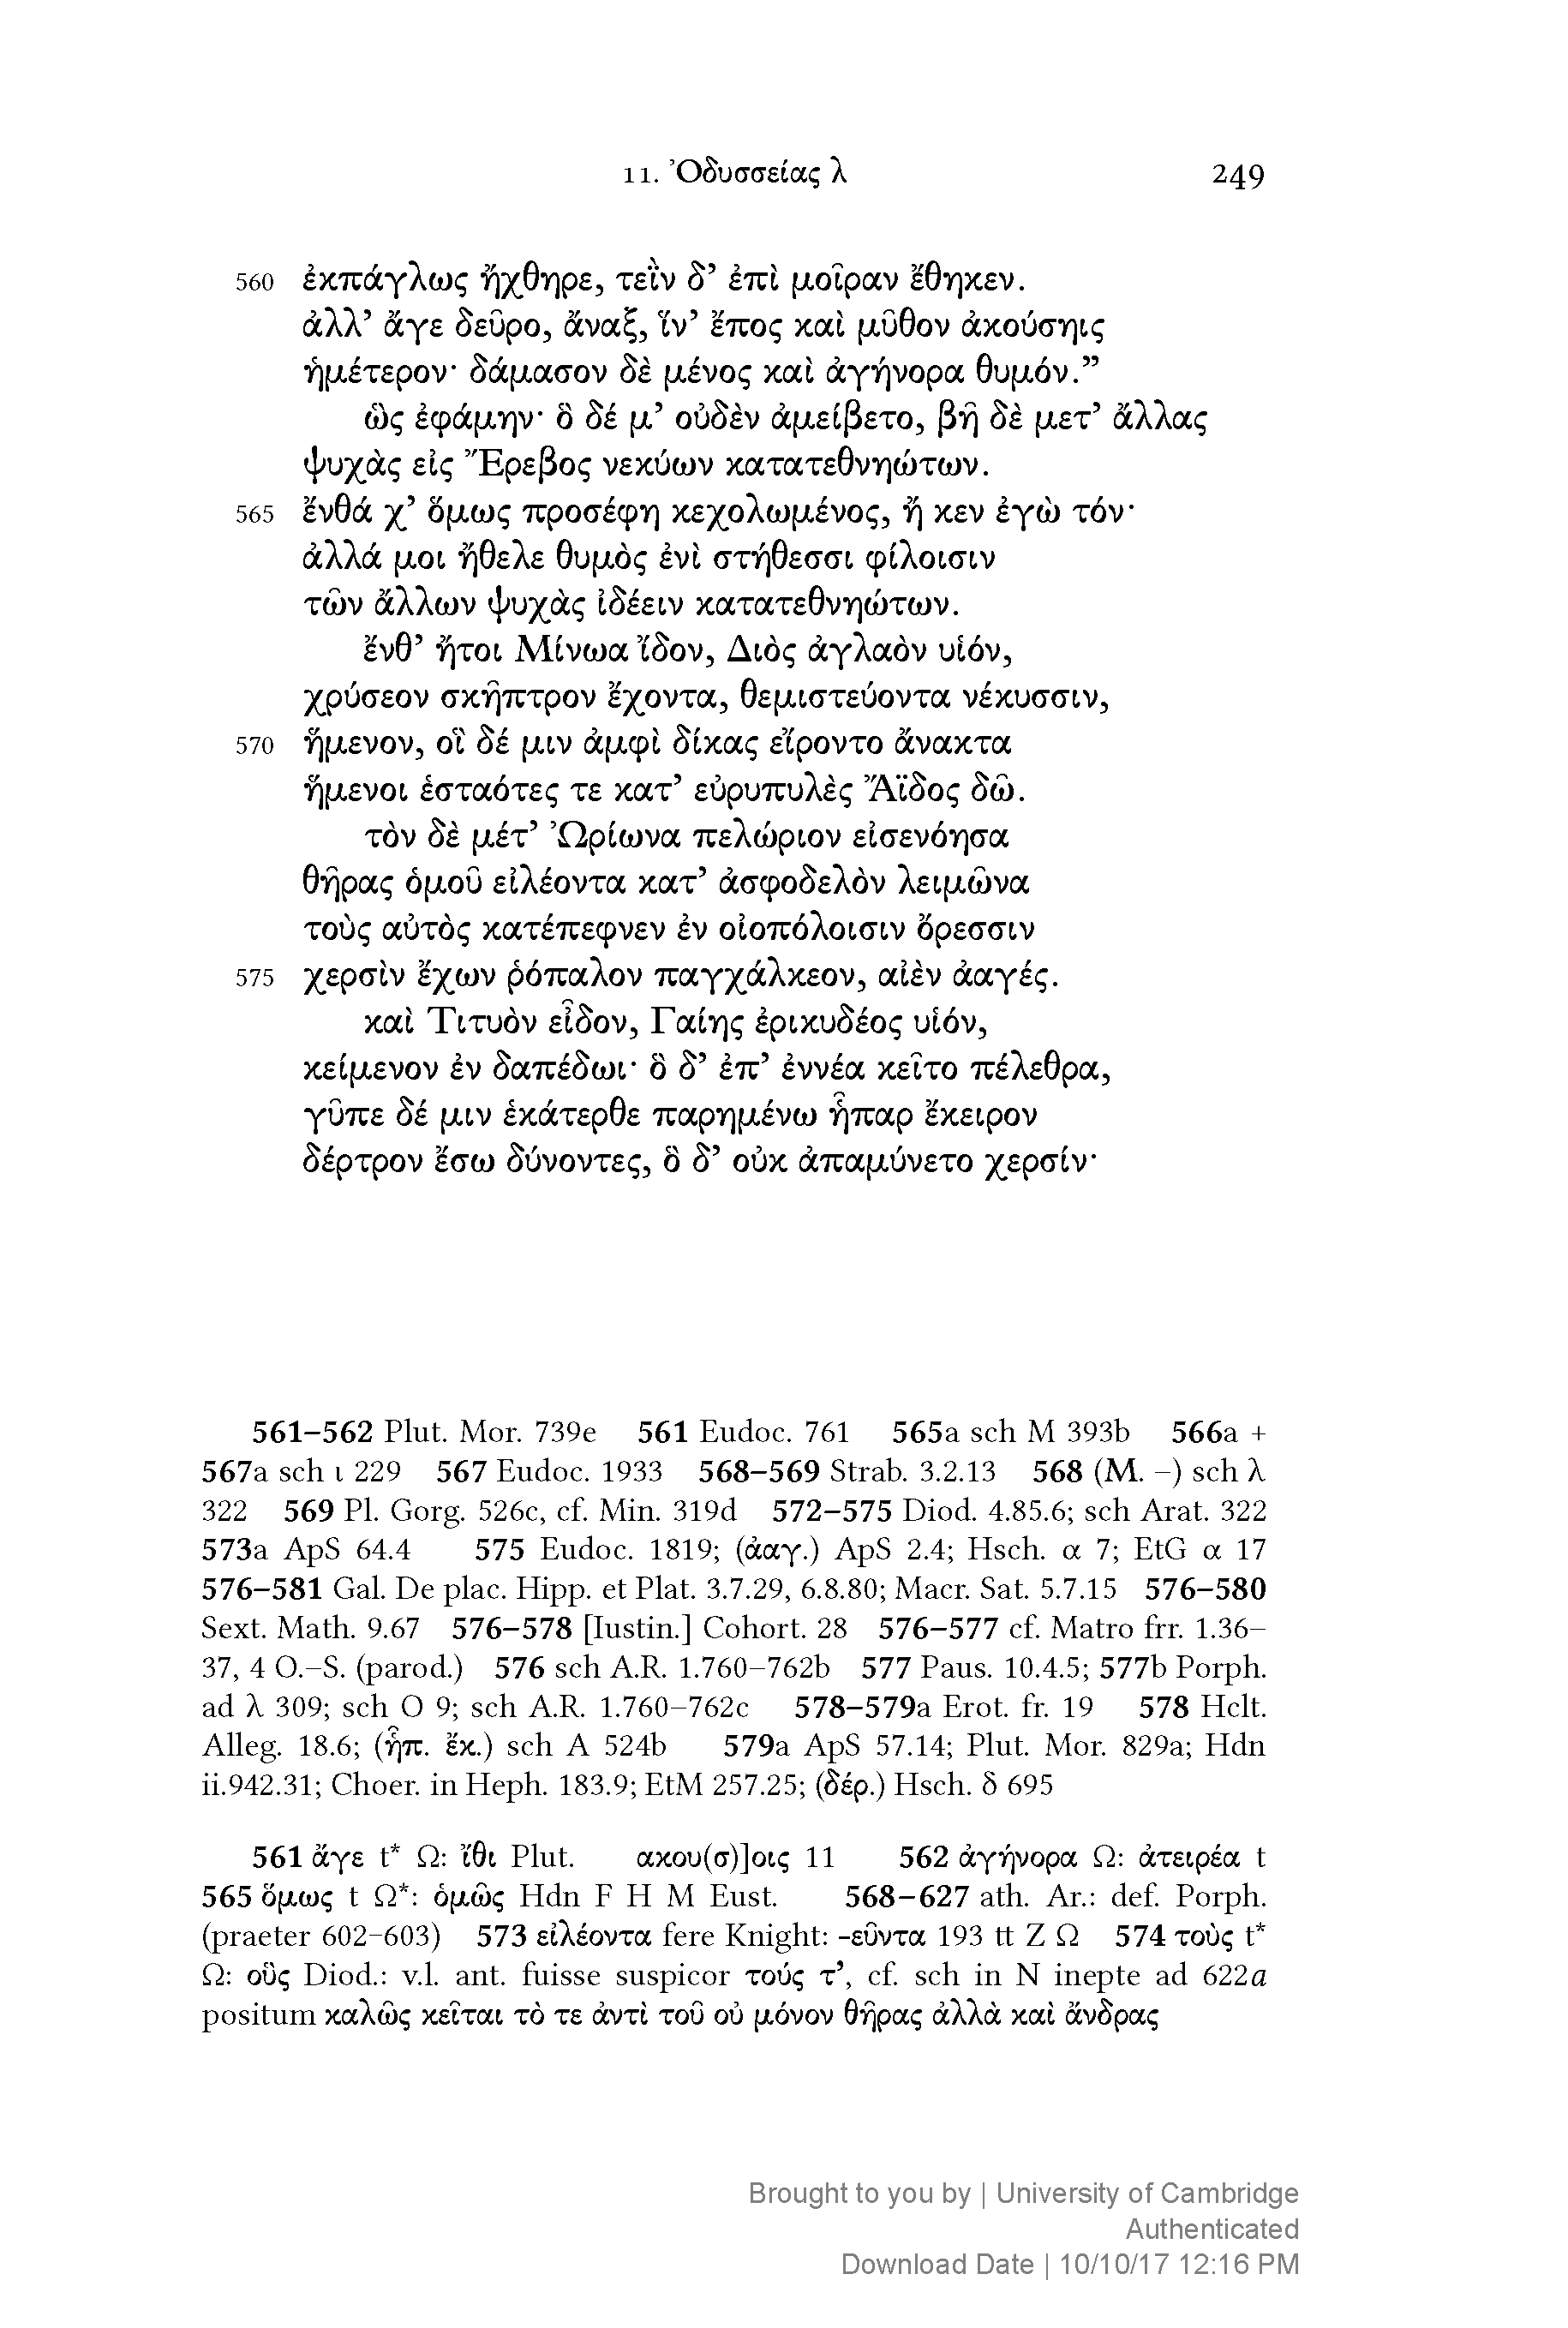 11. Ὀδυσσείας λ 249
560 ἐκπάγλως ἤχθηρε, τεῒν δ’ ἐπὶ μοῖραν ἔθηκεν.
ἀλλ’ ἄγε δεῦρο, ἄναξ, ἵν’ ἔπος καὶ μῦθον ἀκούσηις
ἡμέτερον· δάμασον δὲ μένος καὶ ἀγήνορα θυμόν.”
ὣς ἐφάμην· ὃ δέ μ’ οὐδὲν ἀμείβετο, βῆ δὲ μετ’ ἄλλας
ψυχὰς εἰς Ἔρεβος νεκύων κατατεθνηώτων.
565 ἔνθά χ’ ὅμως προσέφη κεχολωμένος, ἤ κεν ἐγὼ τόν·
ἀλλά μοι ἤθελε θυμὸς ἐνὶ στήθεσσι φίλοισιν
τῶν ἄλλων ψυχὰς ἰδέειν κατατεθνηώτων.
ἔνθ’ ἤτοι Μίνωα ἴδον, Διὸς ἀγλαὸν υἱόν,
χρύσεον σκῆπτρον ἔχοντα, θεμιστεύοντα νέκυσσιν,
570 ἥμενον, οἳ δέ μιν ἀμφὶ δίκας εἴροντο ἄνακτα
ἥμενοι ἑσταότες τε κατ’ εὐρυπυλὲς Ἄϊδος δῶ.
τὸν δὲ μέτ’ Ὠρίωνα πελώριον εἰσενόησα
θῆρας ὁμοῦ εἰλέοντα κατ’ ἀσφοδελὸν λειμῶνα
τοὺς αὐτὸς κατέπεφνεν ἐν οἰοπόλοισιν ὄρεσσιν
575 χερσὶν ἔχων ῥόπαλον παγχάλκεον, αἰὲν ἀαγές.
καὶ Τιτυὸν εἶδον, Γαίης ἐρικυδέος υἱόν,
κείμενον ἐν δαπέδωι· ὃ δ’ ἐπ’ ἐννέα κεῖτο πέλεθρα,
γῦπε δέ μιν ἑκάτερθε παρημένω ἧπαρ ἔκειρον
δέρτρον ἔσω δύνοντες, ὃ δ’ οὐκ ἀπαμύνετο χερσίν·
561–562 Plut. Mor. 739e 561 Eudoc. 761 565a sch M 393b 566a +
567a sch ι 229 567 Eudoc. 1933 568–569 Strab. 3.2.13 568 (Μ. –) sch λ
322 569 Pl. Gorg. 526c, cf. Min. 319d 572–575 Diod. 4.85.6; sch Arat. 322
573a ApS 64.4 575 Eudoc. 1819; (ἀαγ.) ApS 2.4; Hsch. α 7; EtG α 17
576–581 Gal. De plac. Hipp. et Plat. 3.7.29, 6.8.80; Macr. Sat. 5.7.15 576–580
Sext. Math. 9.67 576–578 [Iustin.] Cohort. 28 576–577 cf. Matro frr. 1.36–
37, 4 O.–S. (parod.) 576 sch A.R. 1.760–762b 577 Paus. 10.4.5; 577b Porph.
ad λ 309; sch O 9; sch A.R. 1.760–762c 578–579a Erot. fr. 19 578 Hclt.
Alleg. 18.6; (ἧπ. ἔκ.) sch A 524b 579a ApS 57.14; Plut. Mor. 829a; Hdn
ii.942.31; Choer. in Heph. 183.9; EtM 257.25; (δέρ.) Hsch. δ 695
561 ἄγε t* Ω: ἴθι Plut. ακου(σ)]οις 11 562 ἀγήνορα Ω: ἀτειρέα t
565 ὅμως t Ω*: ὁμῶς Hdn F H M Eust. 568–627 ath. Ar.: def. Porph.
(praeter 602–603) 573 εἰλέοντα fere Knight: -εῦντα 193 tt Z Ω 574 τοὺς t*
Ω: οὓς Diod.: v.l. ant. fuisse suspicor τούς τ’, cf. sch in N inepte ad 622a
positum καλῶς κεῖται τὸ τε ἀντὶ τοῦ οὐ μόνον θῆρας ἀλλὰ καὶ ἄνδρας
Brought to you by | University of Cambridge
Authenticated
Download Date | 10/10/17 12:16 PM